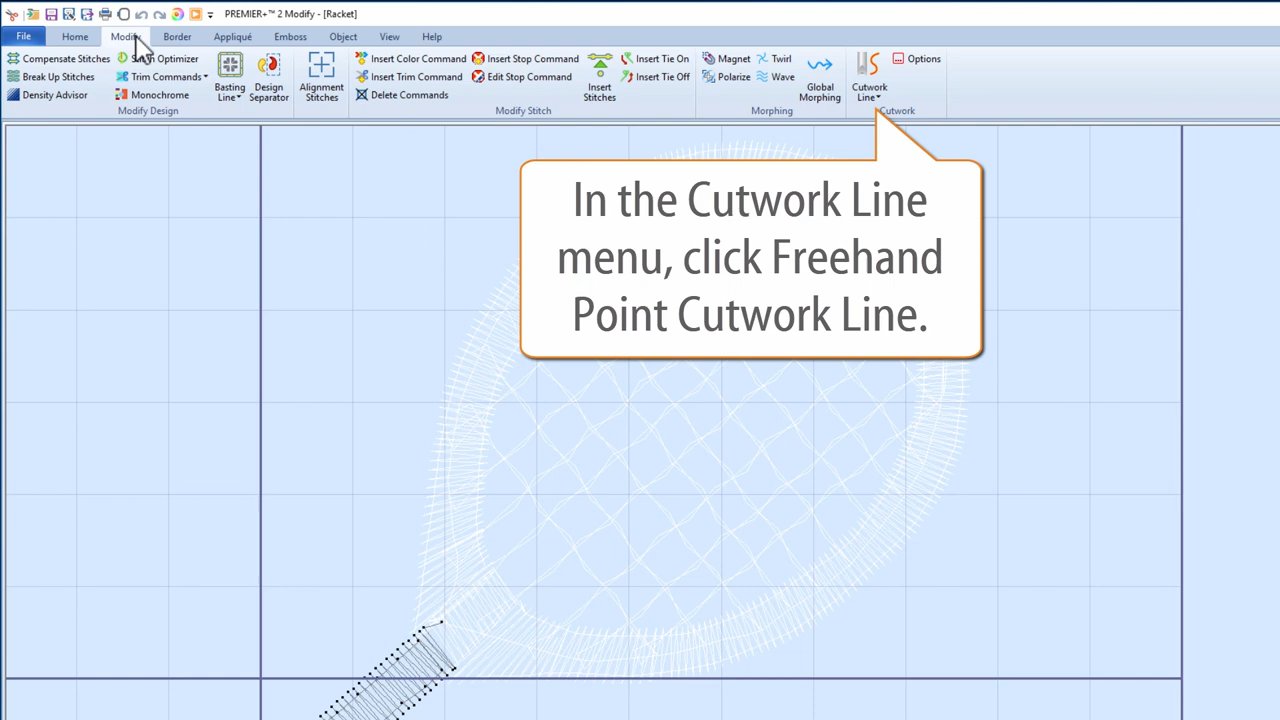 PREMIER+™ 2 Modify - [Racket]
File Home Modify Border Appliqué Emboss Object View Help
Compensate Stitches
Break Up Stitches
Density Advisor
Optimizer
Trim Commands
Monochrome
Basting Line
Design Separator
Modify Design
Alignment Stitches
Insert Color Command
Insert Trim Command
Delete Commands
Insert Stop Command
Edit Stop Command
Insert Stitches
Insert Tie On
Insert Tie Off
Modify Stitch
Magnet
Polarize
Twirl
Wave
Global Morphing
Morphing
Cutwork Line
Options
Cutwork
In the Cutwork Line
menu, click Freehand
Point Cutwork Line.